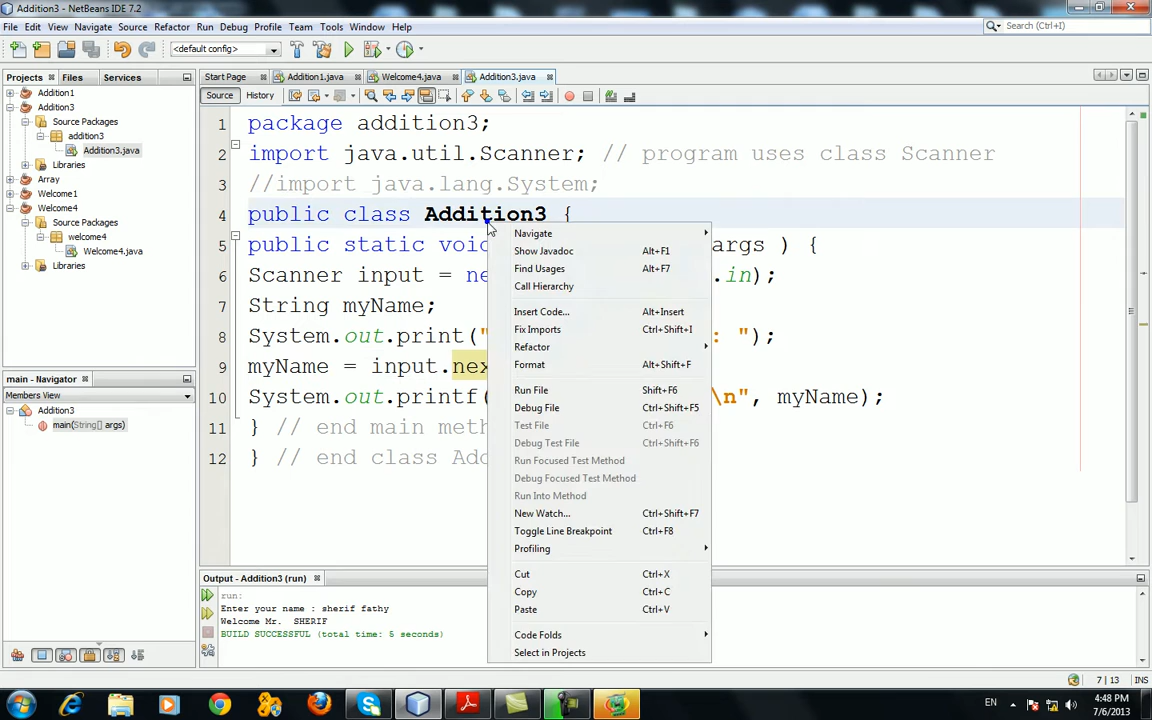 Addition3 - NetBeans IDE 7.2
File Edit View Navigate Source Refactor Run Debug Profile Team Tools Window Help
Search (Ctrl+I)
<default config>
Projects Files Services
Start Page Addition1.java Welcome4.java Addition3.java
Source History
Addition1
Addition3
Source Packages
addition3
Addition3.java
Libraries
Array
Welcome1
Welcome4
Source Packages
welcome4
Welcome4.java
Libraries
main - Navigator
Members View
Addition3
main(String[] args)
1 package addition3;
2 import java.util.Scanner; // program uses class Scanner
3 //import java.lang.System;
4 public class Addition3 {
5 public static void args ) {
6 Scanner input = ne .in);
7 String myName;
8 System.out.print(" : ");
9 myName = input.nex
10 System.out.printf( \n", myName);
11 } // end main meth
12 } // end class Add
Navigate
Show Javadoc Alt+F1
Find Usages Alt+F7
Call Hierarchy
Insert Code... Alt+Insert
Fix Imports Ctrl+Shift+I
Refactor
Format Alt+Shift+F
Run File Shift+F6
Debug File Ctrl+Shift+F5
Test File Ctrl+F6
Debug Test File Ctrl+Shift+F6
Run Focused Test Method
Debug Focused Test Method
Run Into Method
New Watch... Ctrl+Shift+F7
Toggle Line Breakpoint Ctrl+F8
Profiling
Cut Ctrl+X
Copy Ctrl+C
Paste Ctrl+V
Code Folds
Select in Projects
Output - Addition3 (run)
run:
Enter your name : sherif fathy
Welcome Mr.  SHERIF
BUILD SUCCESSFUL (total time: 5 seconds)
7 | 13 INS
EN
4:48 PM
7/6/2013